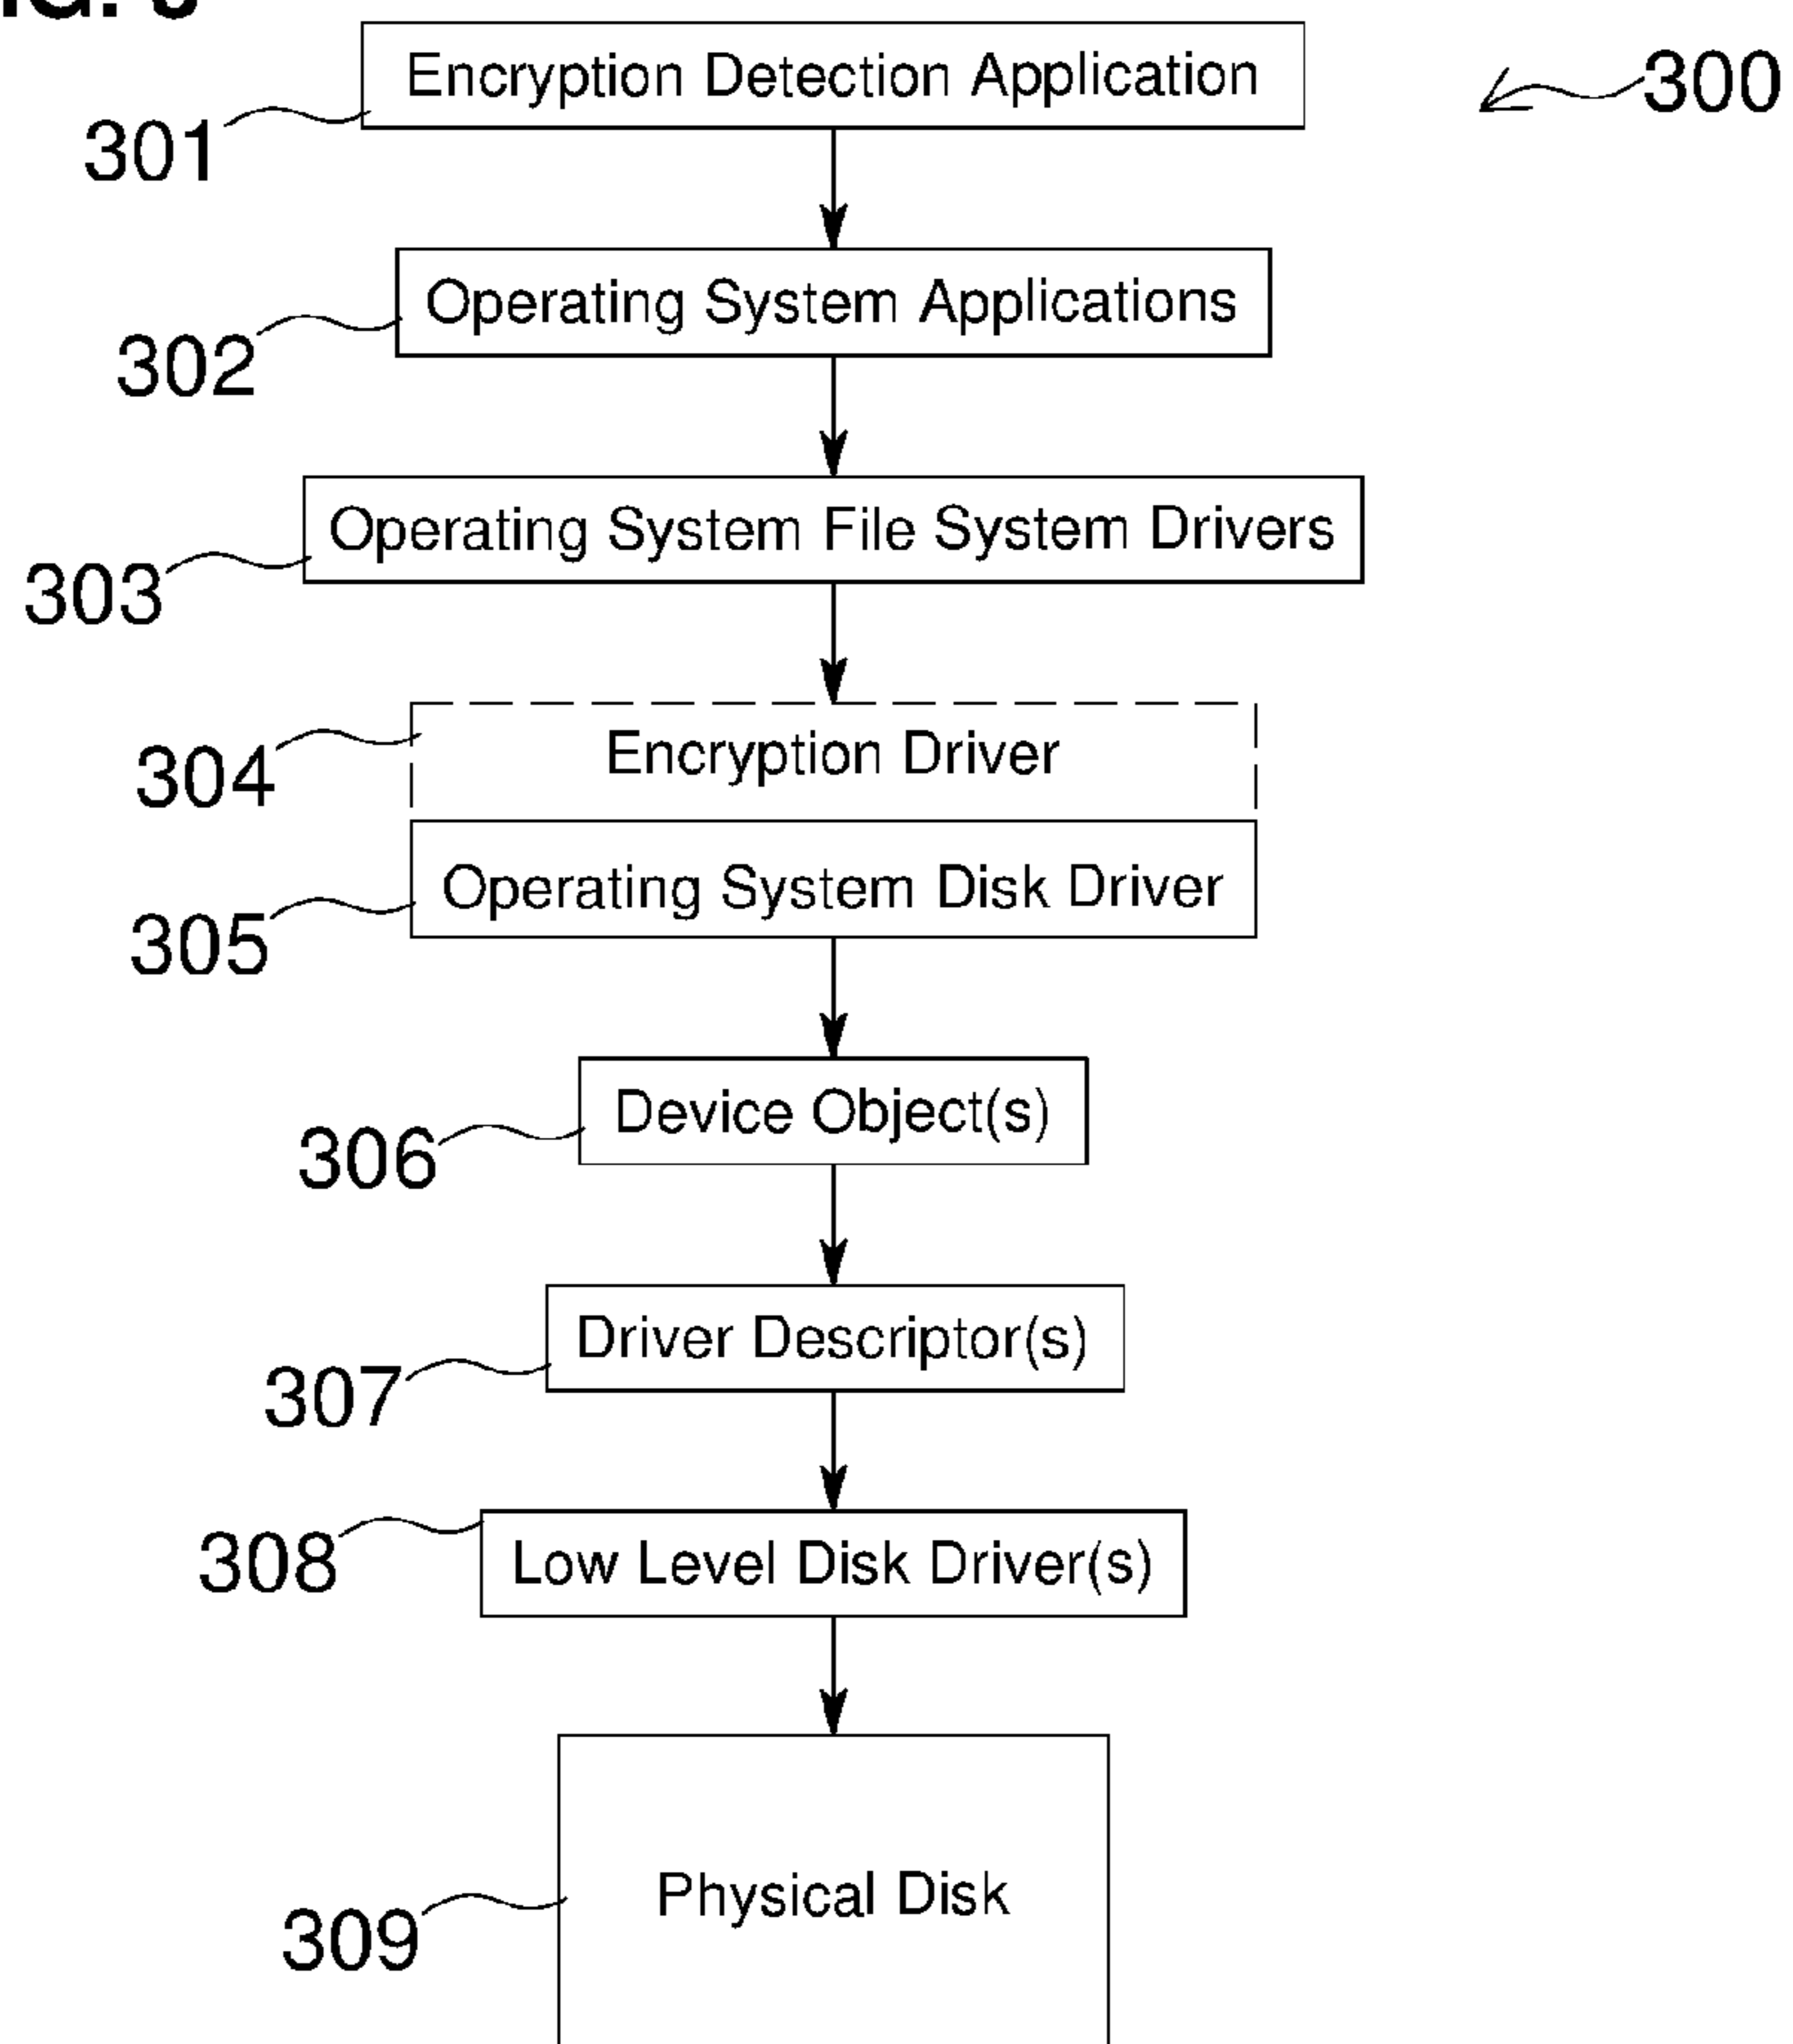 Encryption Detection Application
300
301
Operating System Applications
302
Operating System File System Drivers
303
Encryption Driver
304
Operating System Disk Driver
305
Device Object(s)
306
Driver Descriptor(s)
307
Low Level Disk Driver(s)
308
Physical Disk
309